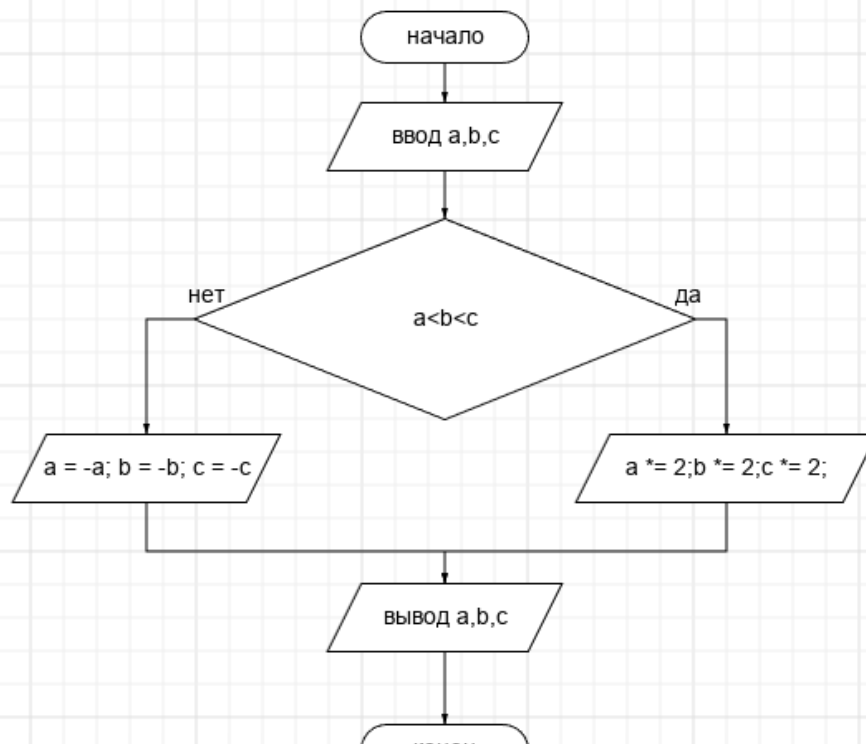 начало
ввод a,b,c
нет
да
a<b<c
a = -a; b = -b; c = -c
a *= 2;b *= 2;c *= 2;
вывод a,b,c